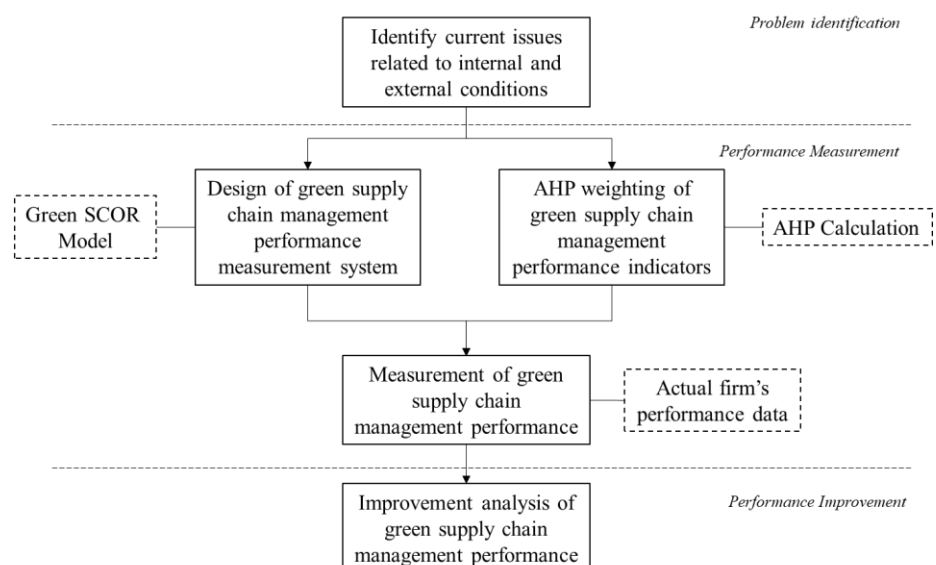 Problem identification
Identify current issues
related to internal and
external conditions
Performance Measurement
Green SCOR
Model
Design of green supply
chain management
performance
measurement system
AHP weighting of
green supply chain
management
performance indicators
AHP Calculation
Measurement of green
supply chain
management performance
Actual firm's
performance data
Performance Improvement
Improvement analysis of
green supply chain
management performance